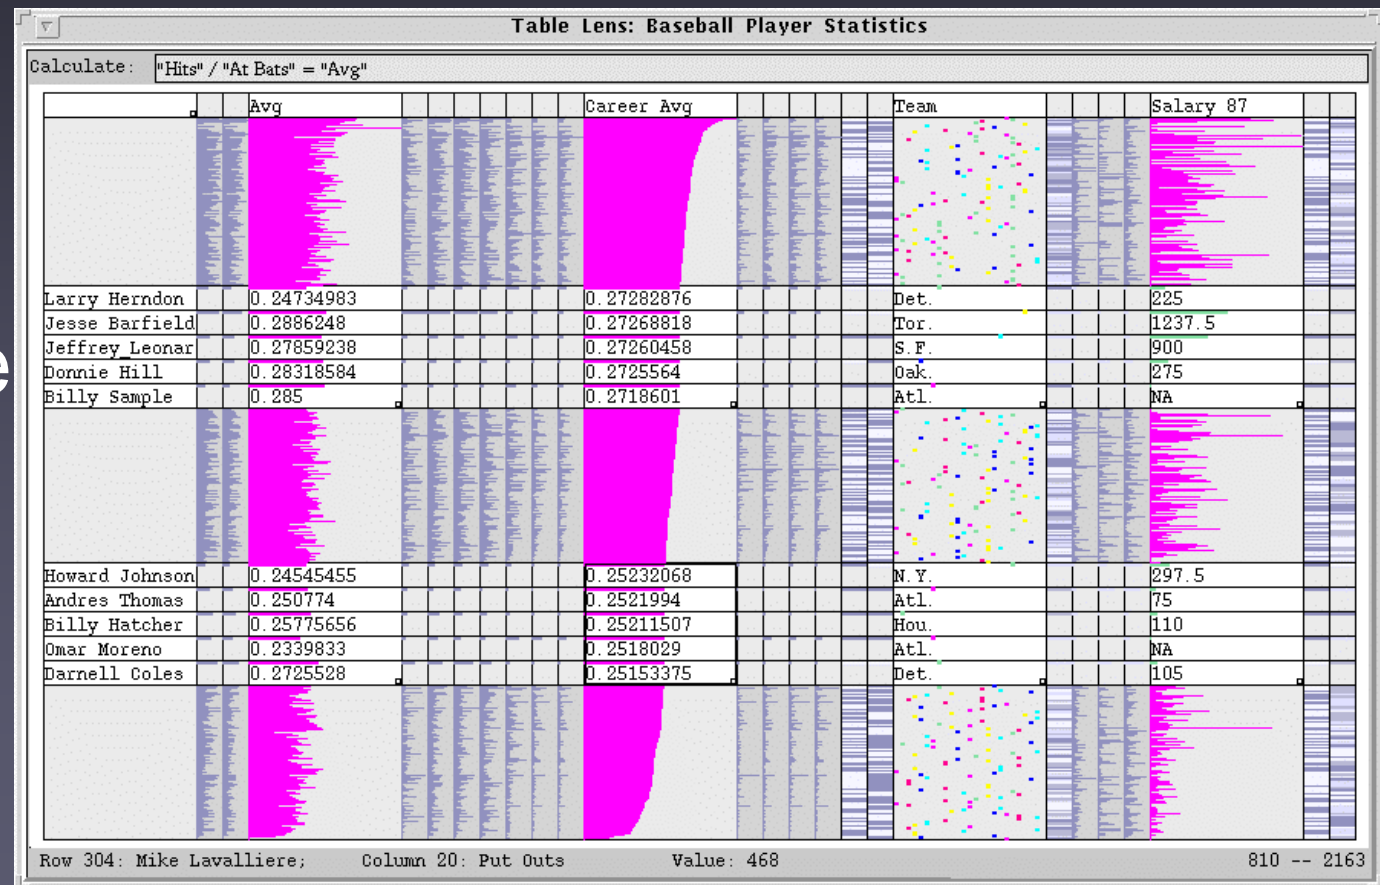 Table Lens: Baseball Player Statistics
Calculate: "Hits" / "At Bats" = "Avg"
Avg Career Avg Team Salary 87
Larry Herndon 0.24734983 0.27282876 Det. 225
Jesse Barfield 0.2886248 0.27268818 Tor. 1237.5
Jeffrey_Leonar 0.27859238 0.27260458 S.F. 900
Donnie Hill 0.28318584 0.2725564 Oak. 275
Billy Sample 0.285 0.2718601 Atl. NA
Howard Johnson 0.24545455 0.25232068 N.Y. 297.5
Andres Thomas 0.250774 0.2521994 Atl. 75
Billy Hatcher 0.25775656 0.25211507 Hou. 110
Omar Moreno 0.2339833 0.2518029 Atl. NA
Darnell Coles 0.2725528 0.25153375 Det. 105
Row 304: Mike Lavalliere; Column 20: Put Outs Value: 468 810 -- 2163